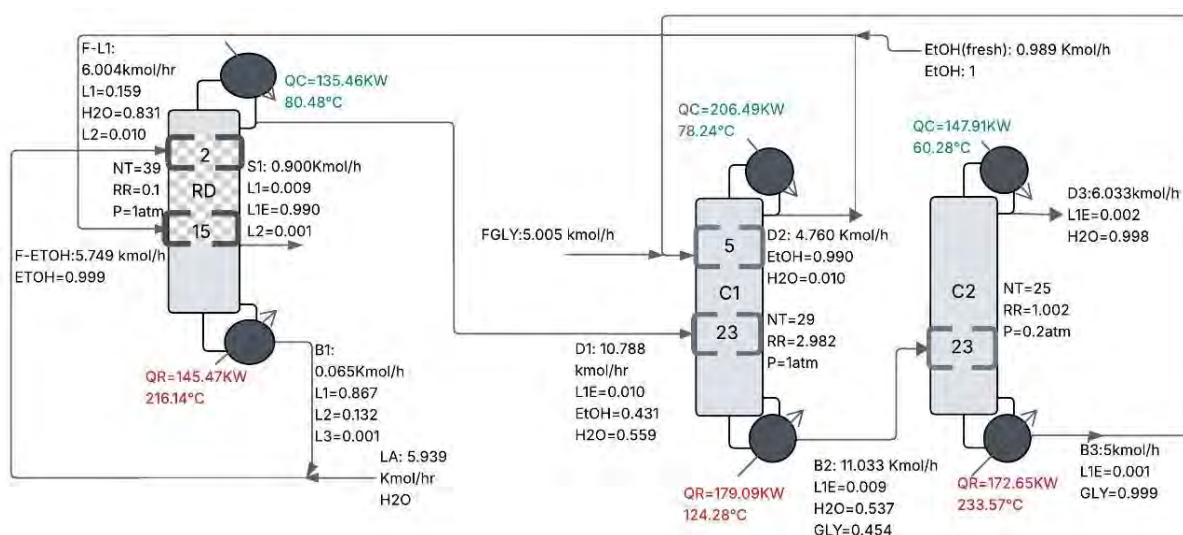 F-L1:
6.004kmol/hr
L1=0.159
H2O=0.831
L2=0.010
QC=135.46KW
80.48°C
2
RD
15
NT=39
RR=0.1
P=1atm
S1: 0.900Kmol/h
L1=0.009
L1E=0.990
L2=0.001
F-ETOH:5.749 kmol/h
ETOH=0.999
QR=145.47KW
216.14°C
B1:
0.065Kmol/h
L1=0.867
L2=0.132
L3=0.001
LA: 5.939
Kmol/hr
H2O
EtOH(fresh): 0.989 Kmol/h
EtOH: 1
QC=206.49KW
78.24°C
FGLY:5.005 kmol/h
5
C1
23
D2: 4.760 Kmol/h
EtOH=0.990
H2O=0.010
NT=29
RR=2.982
P=1atm
D1: 10.788
kmol/hr
L1E=0.010
EtOH=0.431
H2O=0.559
QR=179.09KW
124.28°C
B2: 11.033 Kmol/h
L1E=0.009
H2O=0.537
GLY=0.454
QC=147.91KW
60.28°C
C2
23
D3:6.033kmol/h
L1E=0.002
H2O=0.998
NT=25
RR=1.002
P=0.2atm
QR=172.65KW
233.57°C
B3:5kmol/h
L1E=0.001
GLY=0.999